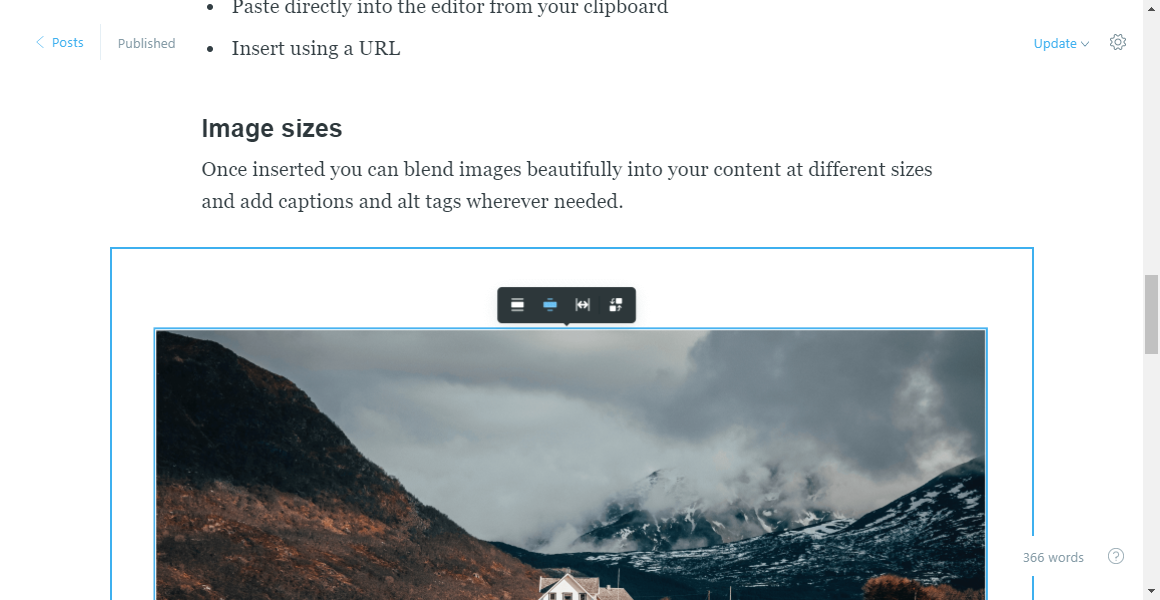 Paste directly into the editor from your clipboard
Posts
Published
Insert using a URL
Update
Image sizes
Once inserted you can blend images beautifully into your content at different sizes
and add captions and alt tags wherever needed.
366 words
?